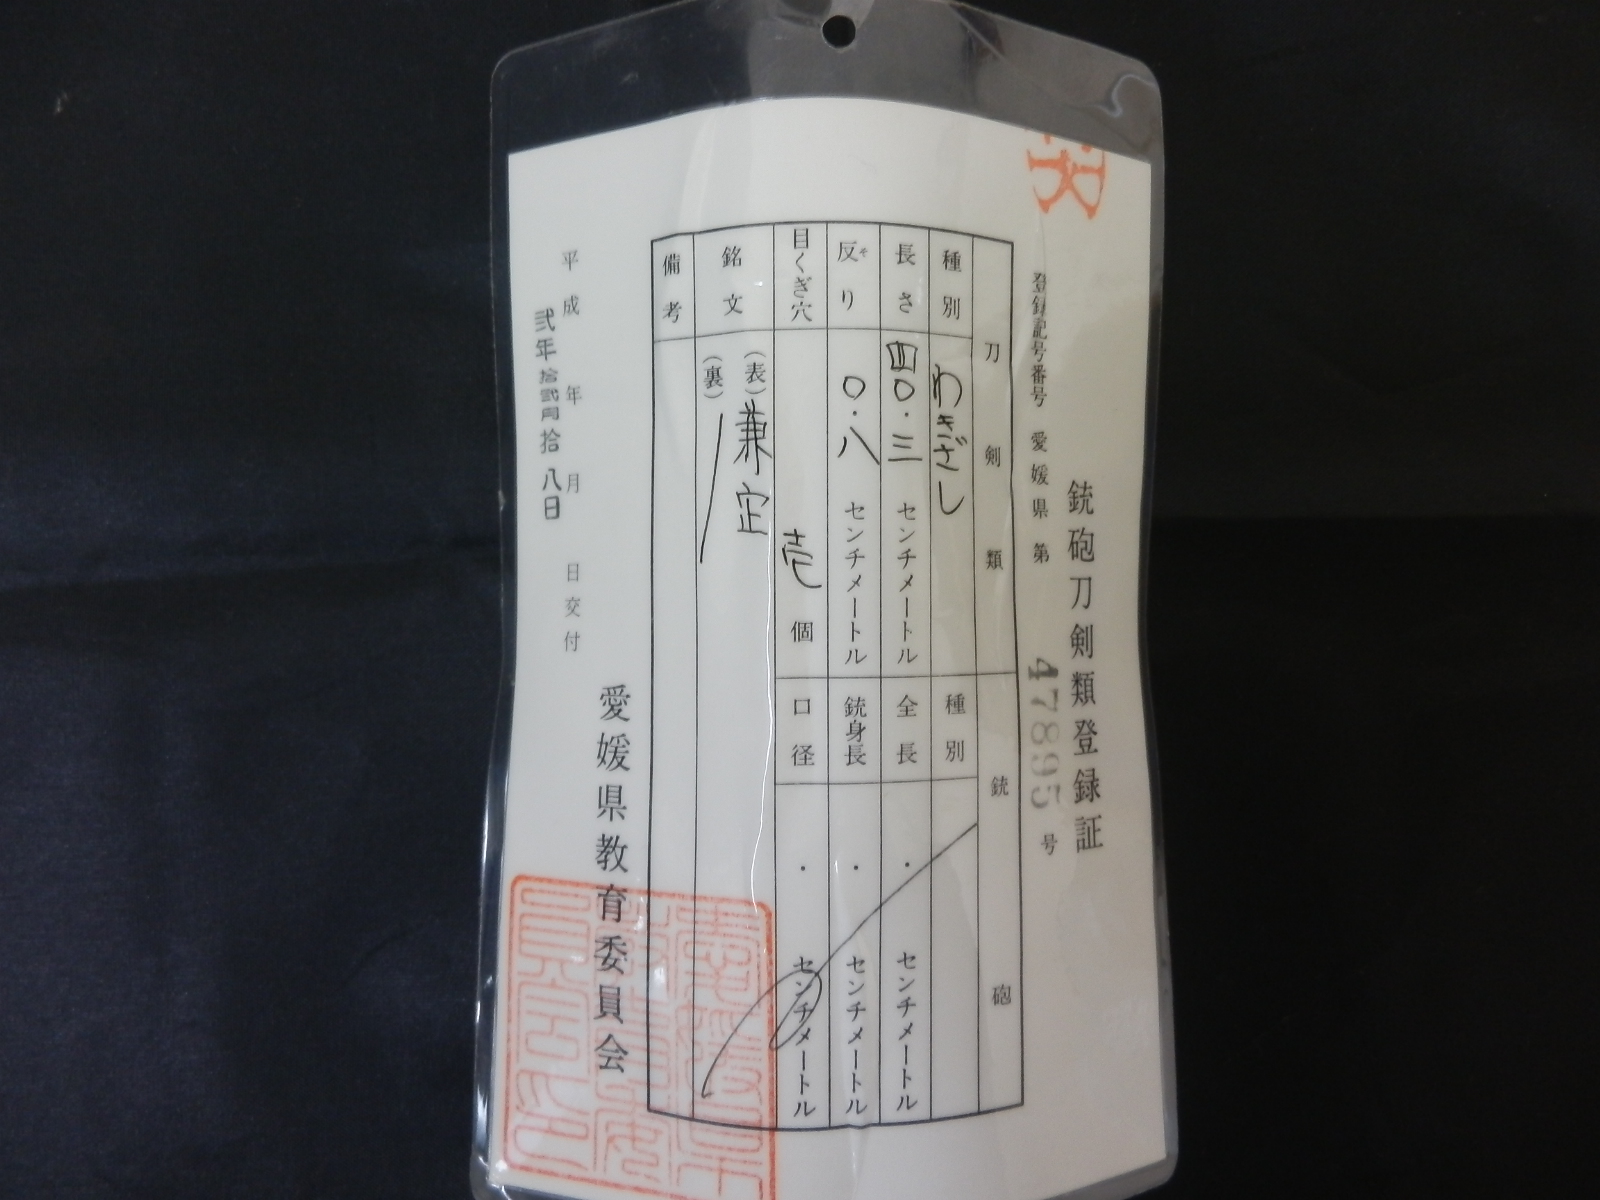 銃砲刀剣類登録証
登録記号番号 愛媛県 第 47895 号
刀剣類
銃砲
種別 わきざし
種別
長さ 四〇・三 センチメートル
全長 ・ センチメートル
反り 〇・八 センチメートル
そ
銃身長 ・ センチメートル
目くぎ穴 壱 個
口径 ・ センチメートル
銘文 (表) 兼定
(裏)
備考
平成 年 月 日交付
弐年拾弐月拾八日
愛媛県教育委員会